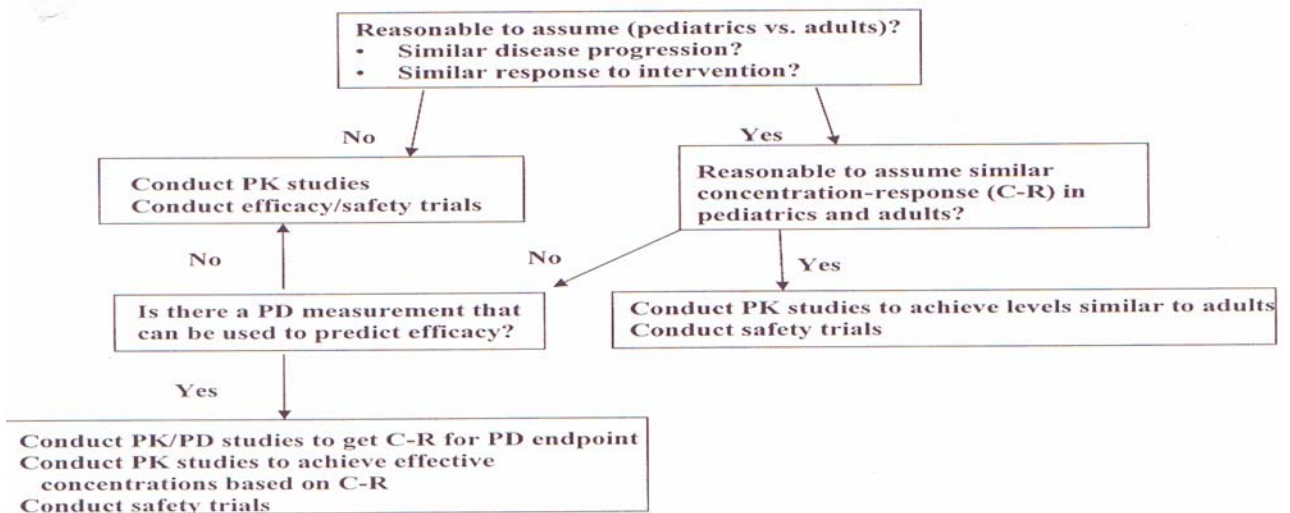 Reasonable to assume (pediatrics vs. adults)?
• Similar disease progression?
• Similar response to intervention?
No
Yes
Conduct PK studies
Conduct efficacy/safety trials
Reasonable to assume similar
concentration-response (C-R) in
pediatrics and adults?
No
No
Yes
Is there a PD measurement that
can be used to predict efficacy?
Conduct PK studies to achieve levels similar to adults
Conduct safety trials
Yes
Conduct PK/PD studies to get C-R for PD endpoint
Conduct PK studies to achieve effective
concentrations based on C-R
Conduct safety trials